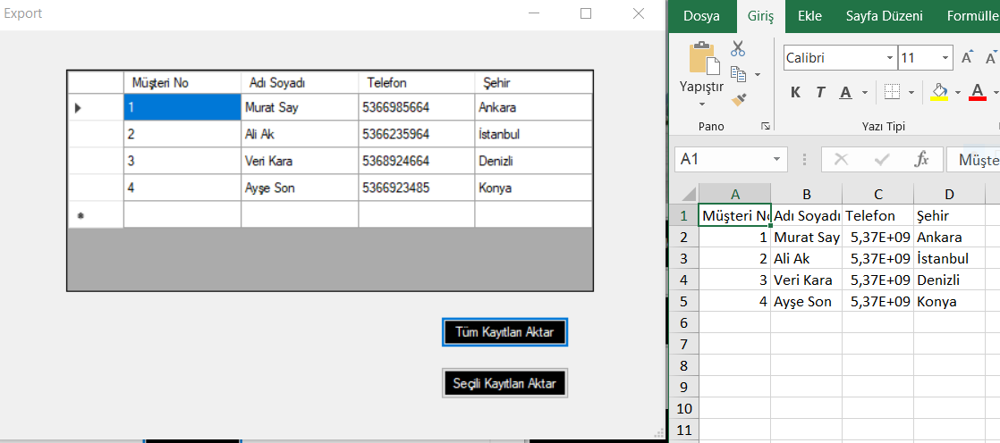 Export
Müşteri No Adı Soyadı Telefon Şehir
1 Murat Say 5366985664 Ankara
2 Ali Ak 5366235964 İstanbul
3 Veri Kara 5368924664 Denizli
4 Ayşe Son 5366923485 Konya
Tüm Kayıtları Aktar
Seçili Kayıtları Aktar
Dosya Giriş Ekle Sayfa Düzeni Formülle
Yapıştır
Calibri 11 A A
K T A A
Pano Yazı Tipi
A1 fx Müşte
A B C D
1 Müşteri No Adı Soyadı Telefon Şehir
2 1 Murat Say 5,37E+09 Ankara
3 2 Ali Ak 5,37E+09 İstanbul
4 3 Veri Kara 5,37E+09 Denizli
5 4 Ayşe Son 5,37E+09 Konya
6
7
8
9
10
11